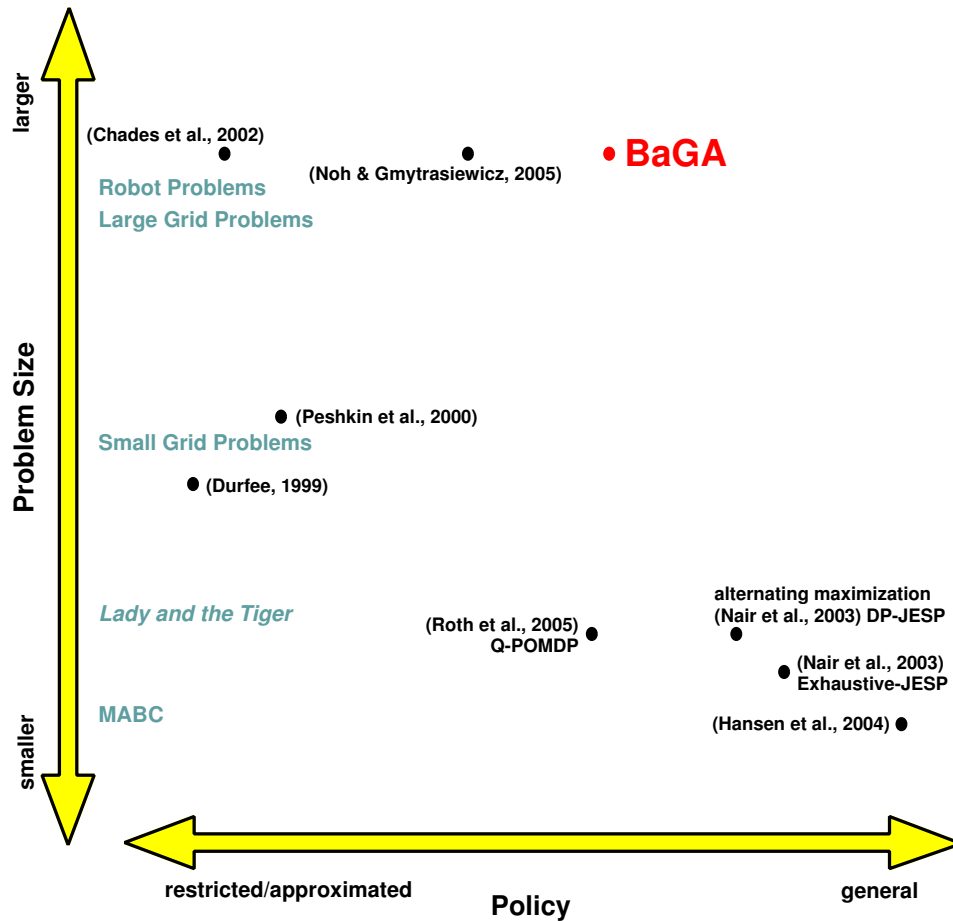 larger
(Chades et al., 2002)
BaGA
(Noh & Gmytrasiewicz, 2005)
Robot Problems
Large Grid Problems
Problem Size
(Peshkin et al., 2000)
Small Grid Problems
(Durfee, 1999)
Lady and the Tiger
alternating maximization
(Nair et al., 2003) DP-JESP
(Roth et al., 2005)
Q-POMDP
(Nair et al., 2003)
Exhaustive-JESP
MABC
(Hansen et al., 2004)
smaller
restricted/approximated
general
Policy